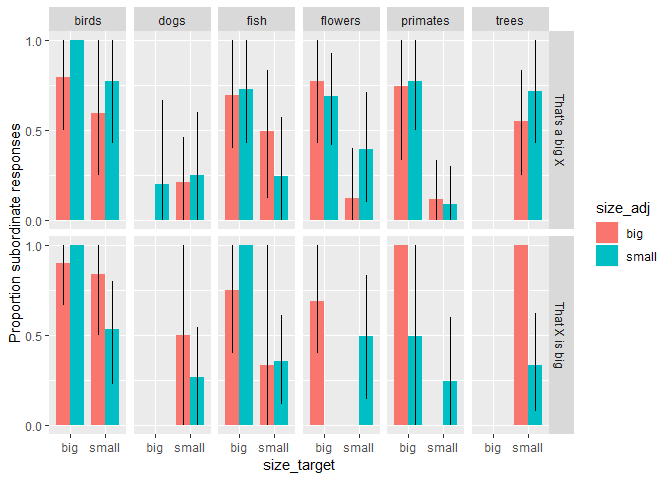 birds dogs fish flowers primates trees
1.0
0.5
0.0
That's a big X
1.0
0.5
0.0
That X is big
Proportion subordinate responses
big small big small big small big small big small big small
size_target
size_adj
big
small